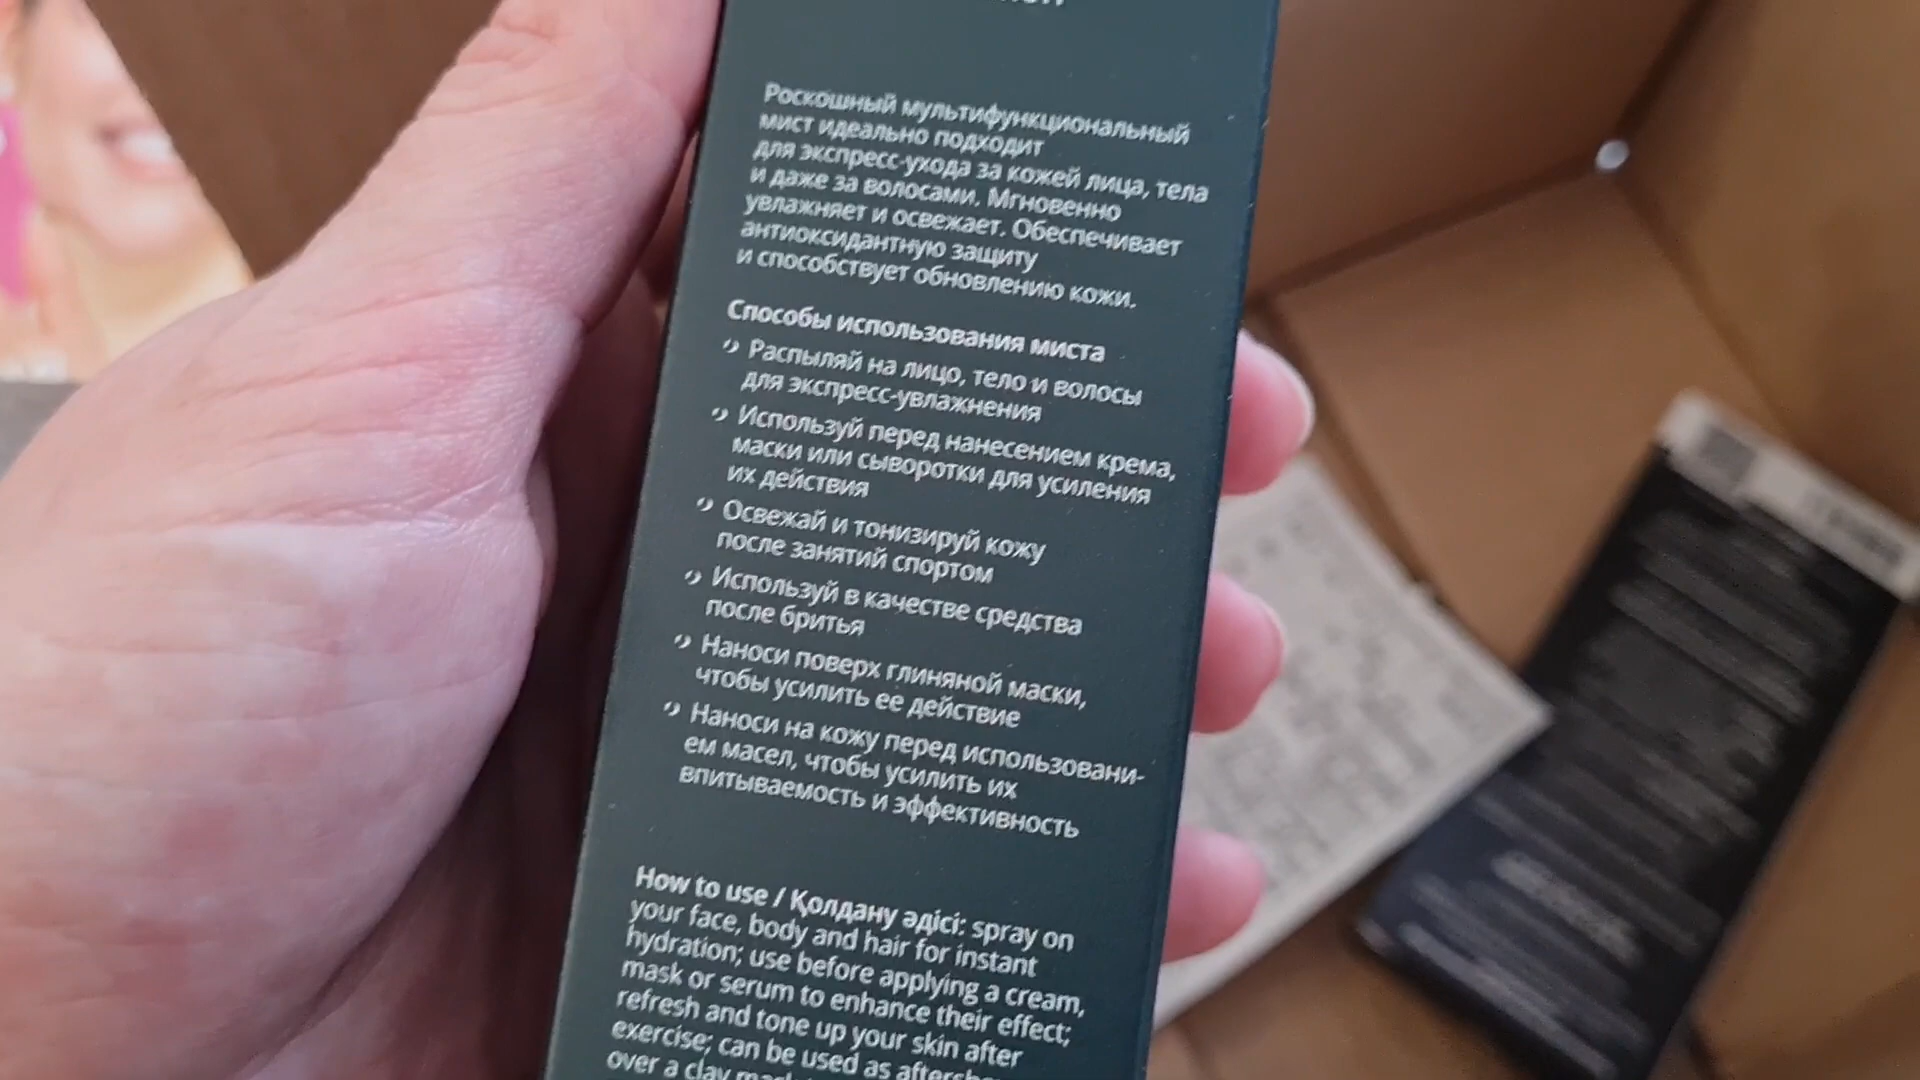 Роскошный мультифункциональный
мист идеально подходит
для экспресс-ухода за кожей лица, тела
и даже за волосами. Мгновенно
увлажняет и освежает. Обеспечивает
антиоксидантную защиту
и способствует обновлению кожи.
Способы использования миста
Распыляй на лицо, тело и волосы
для экспресс-увлажнения
Используй перед нанесением крема,
маски или сыворотки для усиления
их действия
Освежай и тонизируй кожу
после занятий спортом
Используй в качестве средства
после бритья
Наноси поверх глиняной маски,
чтобы усилить ее действие
Наноси на кожу перед использовани-
ем масел, чтобы усилить их
впитываемость и эффективность
How to use / Қолдану әдісі: spray on
your face, body and hair for instant
hydration; use before applying a cream,
mask or serum to enhance their effect;
refresh and tone up your skin after
exercise; can be used as
over a clay